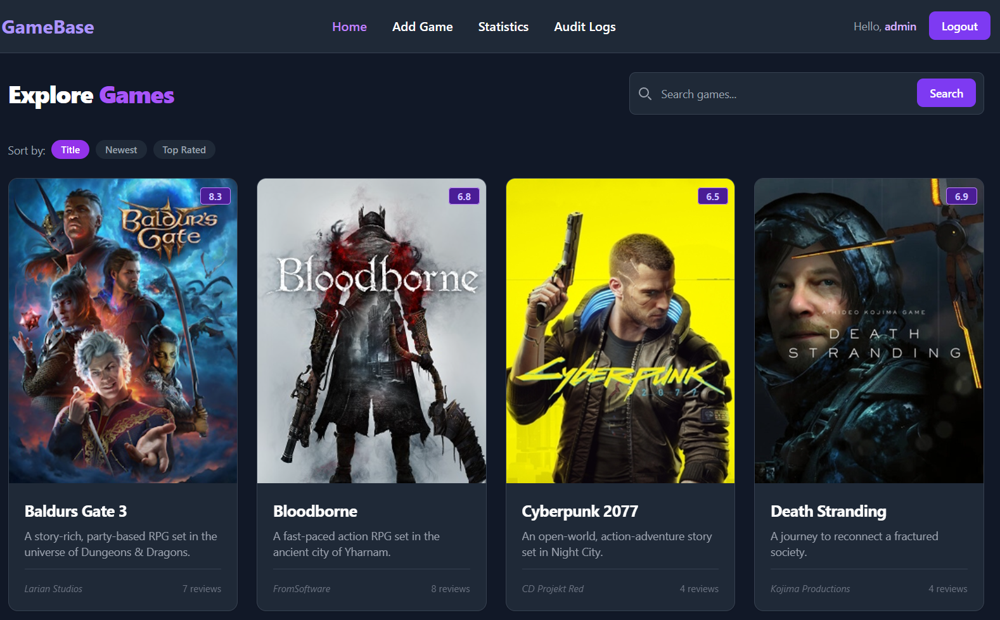 GameBase
Home Add Game Statistics Audit Logs
Hello, admin Logout
Explore Games
Search games... Search
Sort by: Title Newest Top Rated
8.3
BALDUR'S
GATE
Baldurs Gate 3
A story-rich, party-based RPG set in the
universe of Dungeons & Dragons.
Larian Studios 7 reviews
6.8
Bloodborne
Bloodborne
A fast-paced action RPG set in the
ancient city of Yharnam.
FromSoftware 8 reviews
6.5
CYBERPUNK
2077
Cyberpunk 2077
An open-world, action-adventure story
set in Night City.
CD Projekt Red 4 reviews
6.9
A HIDEO KOJIMA GAME
DEATH
STRANDING
Death Stranding
A journey to reconnect a fractured
society.
Kojima Productions 4 reviews